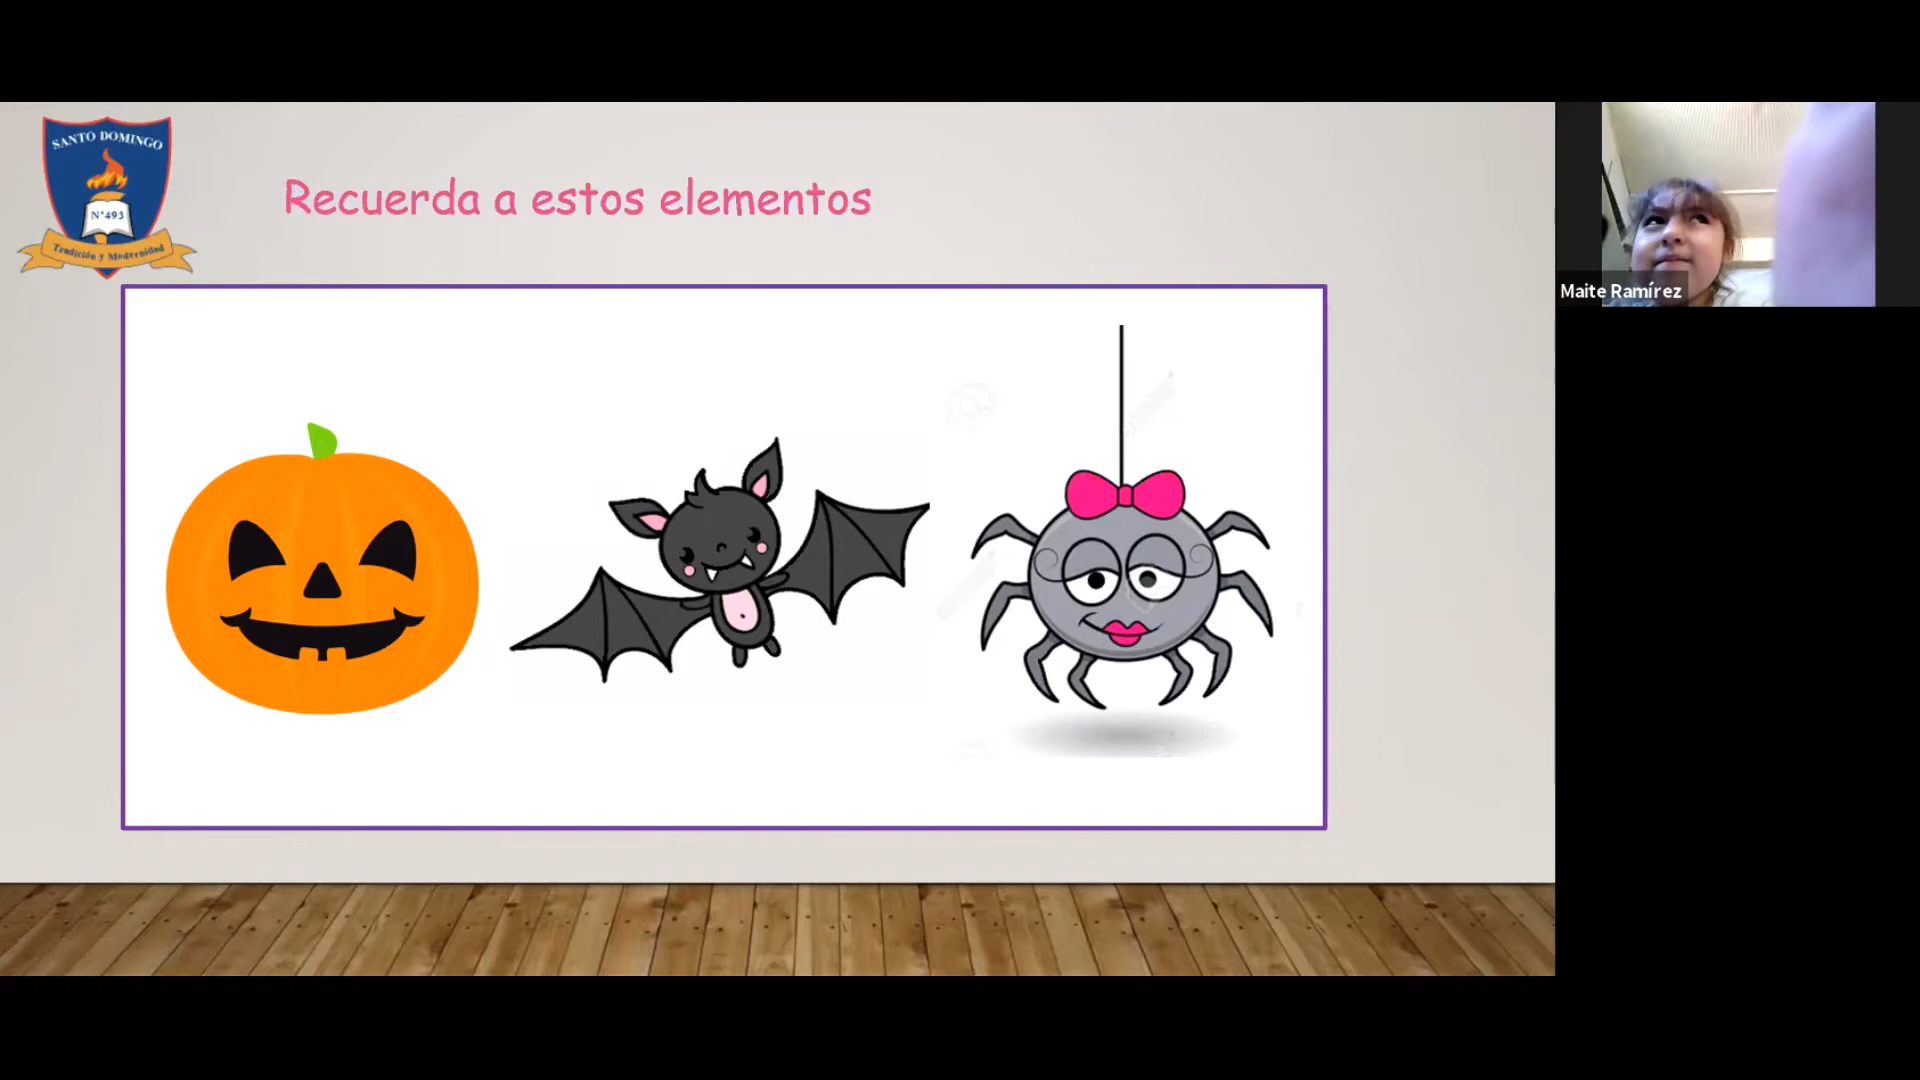 SANTO DOMINGO
N°493
Tradición y Modernidad
Recuerda a estos elementos
Maite Ramírez